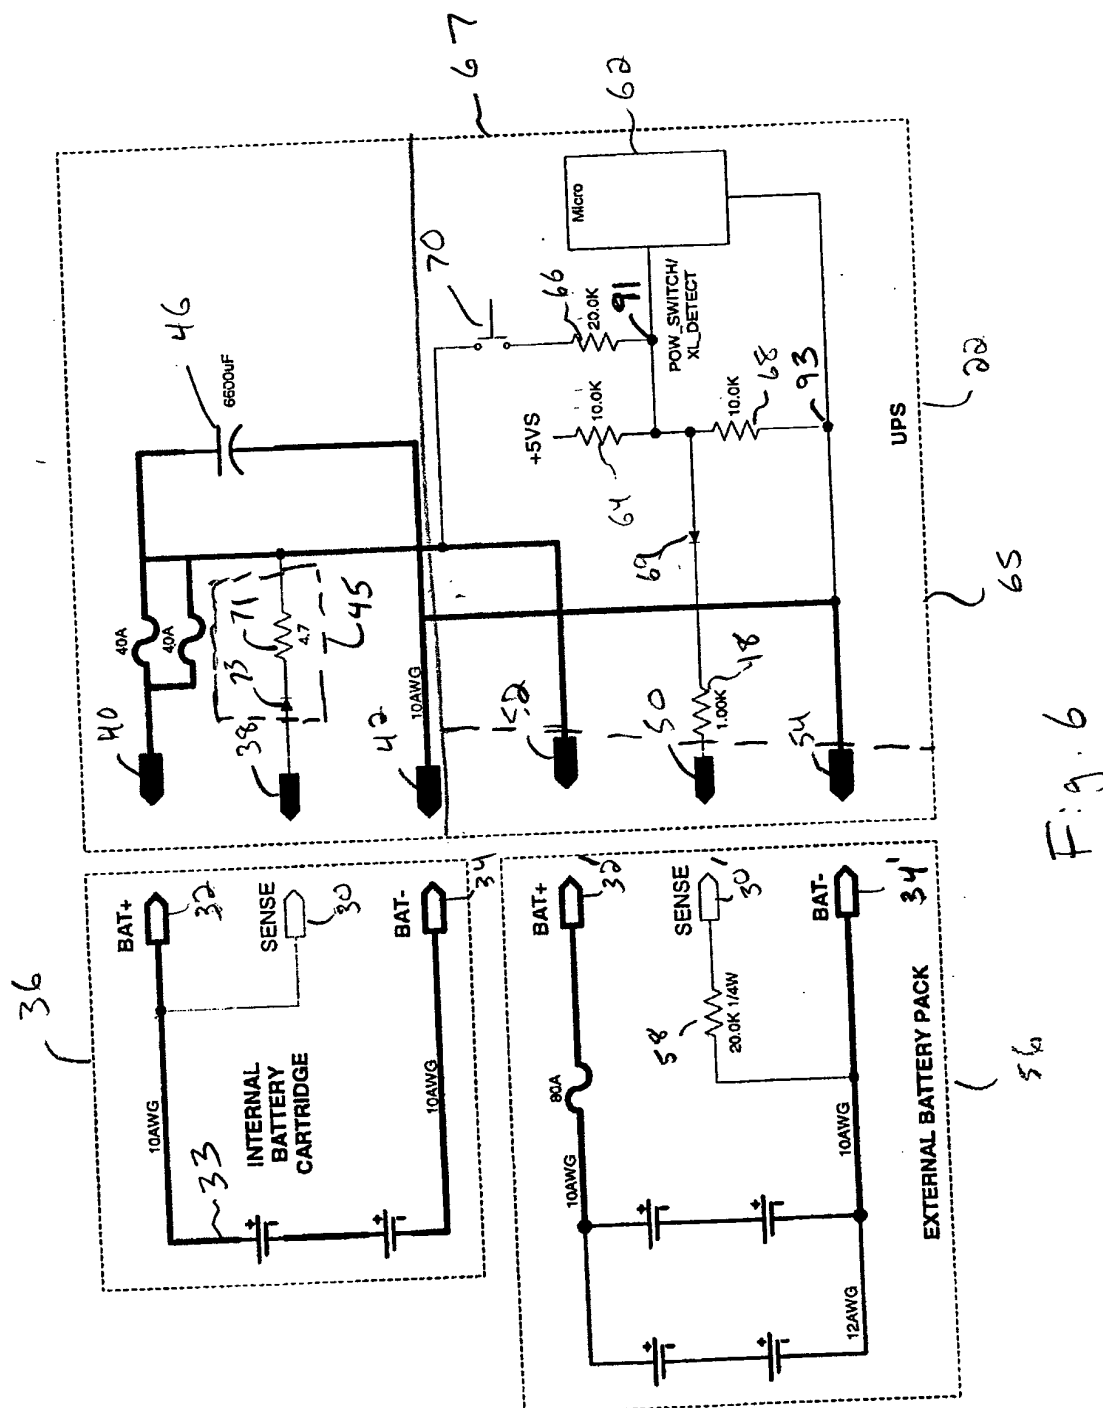 36
BAT+
32
10AWG
33
INTERNAL
BATTERY
CARTRIDGE
SENSE
30
10AWG
BAT-
34
10AWG
80A
BAT+
32'
SENSE
30'
58
20.0K 1/4W
12AWG
10AWG
BAT-
34'
EXTERNAL BATTERY PACK
56
40
40A
40A
46
6600uF
38
73
71
4.7
45
42
10AWG
67
52
70
+5VS
10.0K
64
66
20.0K
91
POW_SWITCH/
XL_DETECT
Micro
62
50
48
1.00K
69
10.0K
68
93
54
UPS
22
65
Fig. 6